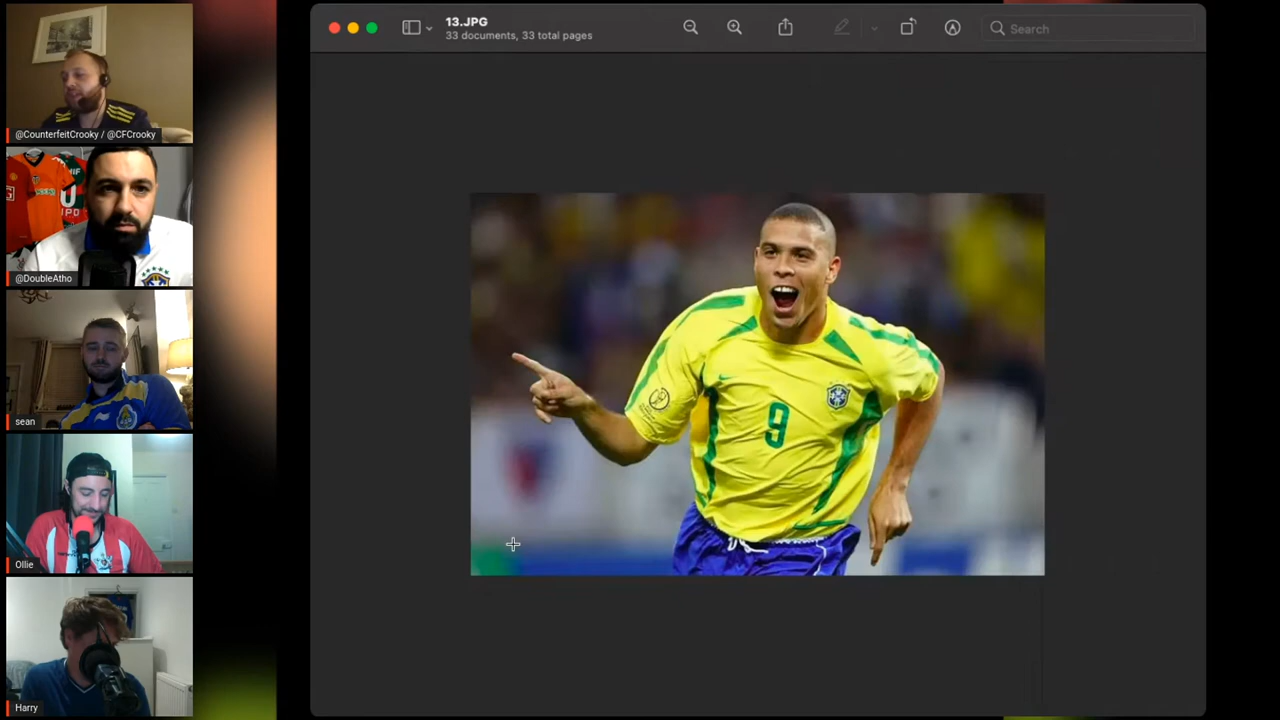 @CounterfeitCrooky / @CFCrooky
@DoubleAtho
sean
Ollie
Harry
13.JPG
33 documents, 33 total pages
Search
9